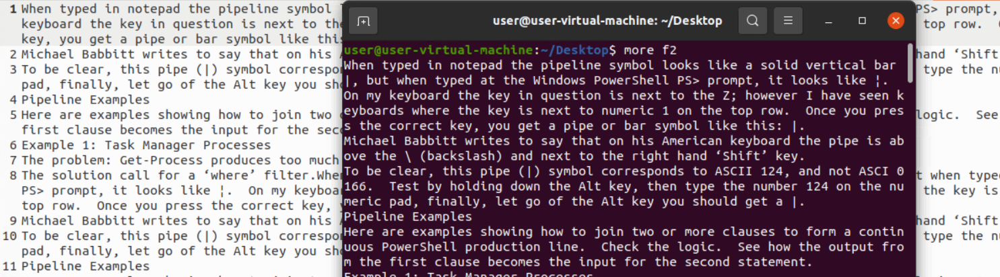 1 When typed in notepad the pipeline symbol
keyboard the key in question is next to the
key, you get a pipe or bar symbol like this
2 Michael Babbitt writes to say that on his
3 To be clear, this pipe (|) symbol correspon
pad, finally, let go of the Alt key you sho
4 Pipeline Examples
5 Here are examples showing how to join two
first clause becomes the input for the sec
6 Example 1: Task Manager Processes
7 The problem: Get-Process produces too much
8 The solution call for a ‘where’ filter.When
PS> prompt, it looks like ¦.  On my keyboar
top row.  Once you press the correct key,
9 Michael Babbitt writes to say that on his
10 To be clear, this pipe (|) symbol correspon
pad, finally, let go of the Alt key you sho
11 Pipeline Examples
user@user-virtual-machine: ~/Desktop
user@user-virtual-machine:~/Desktop$ more f2
When typed in notepad the pipeline symbol looks like a solid vertical bar
|, but when typed at the Windows PowerShell PS> prompt, it looks like ¦.
On my keyboard the key in question is next to the Z; however I have seen k
eyboards where the key is next to numeric 1 on the top row.  Once you pres
s the correct key, you get a pipe or bar symbol like this: |.
Michael Babbitt writes to say that on his American keyboard the pipe is ab
ove the \ (backslash) and next to the right hand ‘Shift’ key.
To be clear, this pipe (|) symbol corresponds to ASCII 124, and not ASCI 0
166.  Test by holding down the Alt key, then type the number 124 on the nu
meric pad, finally, let go of the Alt key you should get a |.
Pipeline Examples
Here are examples showing how to join two or more clauses to form a contin
uous PowerShell production line.  Check the logic.  See how the output fro
m the first clause becomes the input for the second statement.
Example 1: Task Manager Processes
PS> prompt,
top row.
hand ‘Shift
type the nu
logic.  See
t when typed
the key is
hand ‘Shift
type the nu